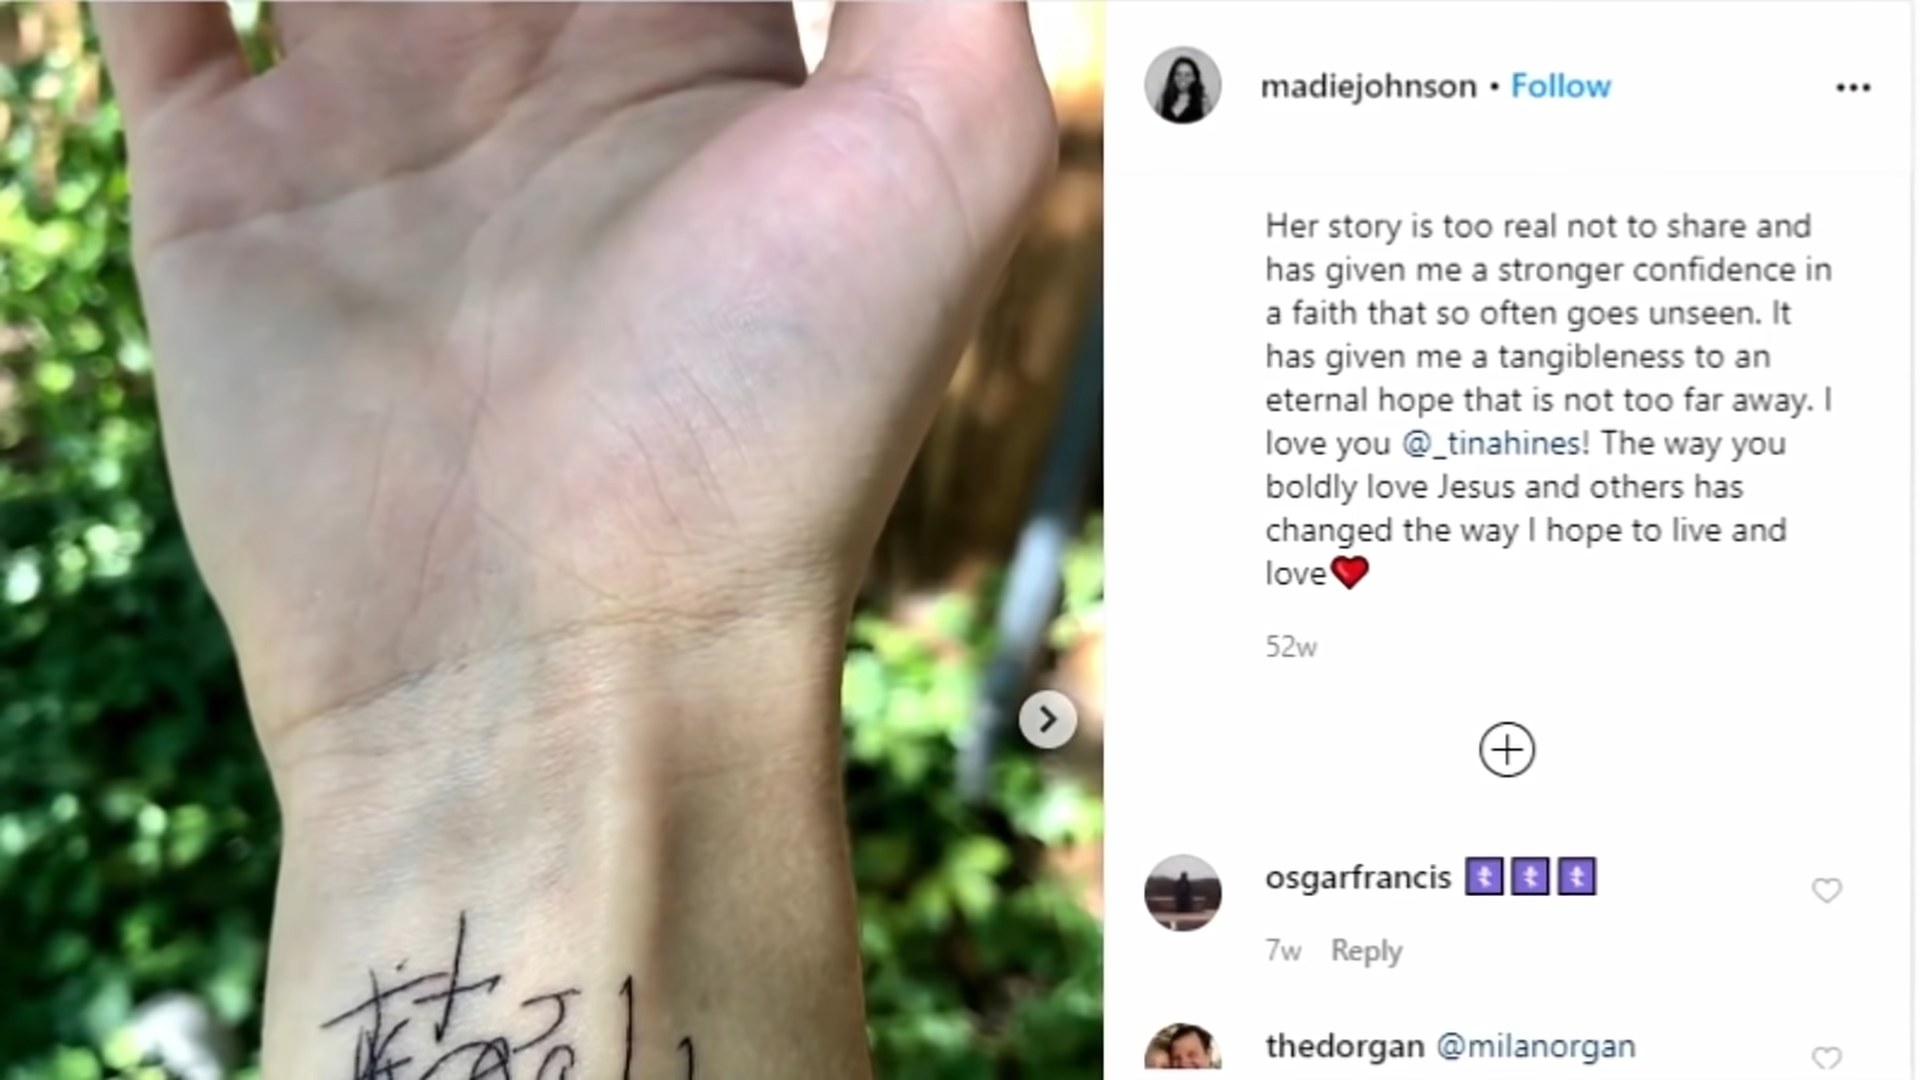 madiejohnson • Follow
Her story is too real not to share and
has given me a stronger confidence in
a faith that so often goes unseen. It
has given me a tangibleness to an
eternal hope that is not too far away. I
love you @_tinahines! The way you
boldly love Jesus and others has
changed the way I hope to live and
love❤️
52w
osgarfrancis ✝️✝️✝️
7w Reply
thedorgan @milanorgan